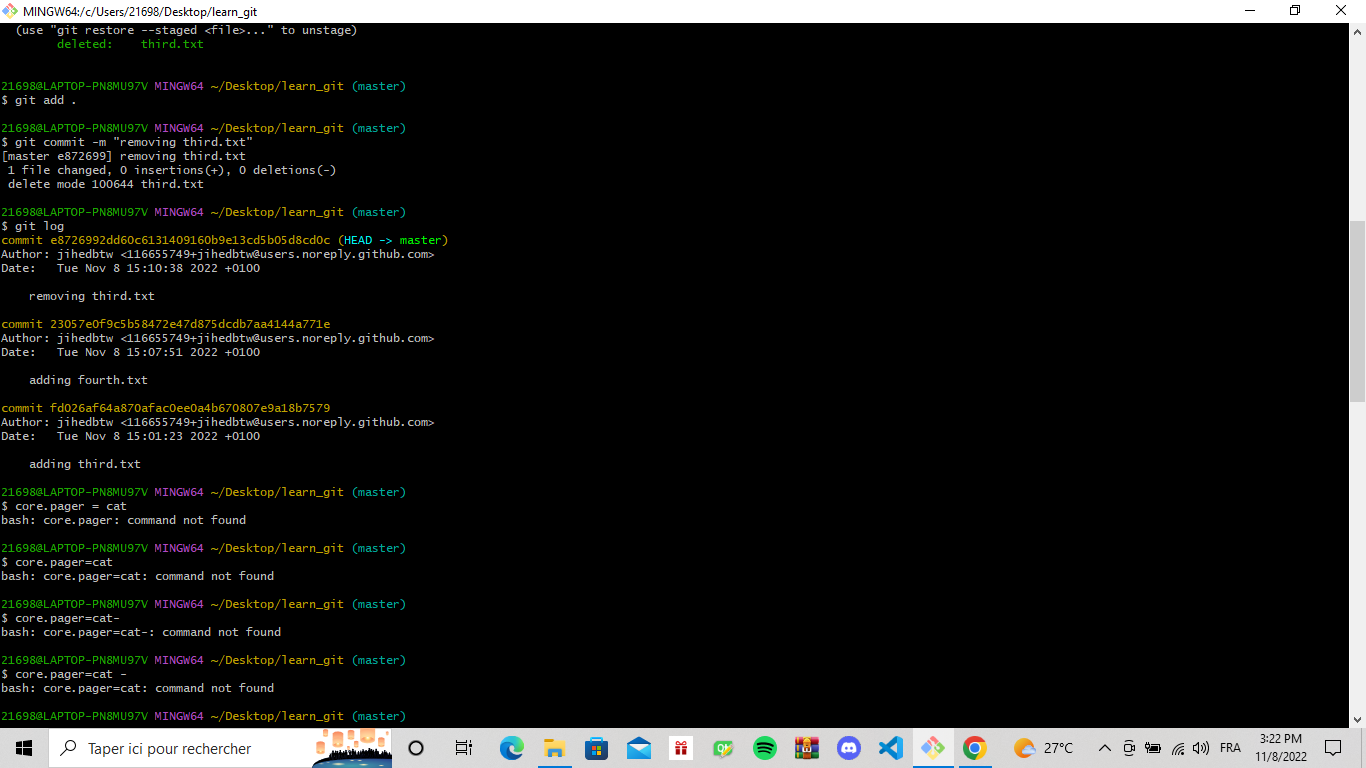 MINGW64:/c/Users/21698/Desktop/learn_git
(use "git restore --staged <file>..." to unstage)
deleted:    third.txt
21698@LAPTOP-PN8MU97V MINGW64 ~/Desktop/learn_git (master)
$ git add .
21698@LAPTOP-PN8MU97V MINGW64 ~/Desktop/learn_git (master)
$ git commit -m "removing third.txt"
[master e872699] removing third.txt
1 file changed, 0 insertions(+), 0 deletions(-)
delete mode 100644 third.txt
21698@LAPTOP-PN8MU97V MINGW64 ~/Desktop/learn_git (master)
$ git log
commit e8726992dd60c6131409160b9e13cd5b05d8cd0c (HEAD -> master)
Author: jihedbtw <116655749+jihedbtw@users.noreply.github.com>
Date:   Tue Nov 8 15:10:38 2022 +0100
removing third.txt
commit 23057e0f9c5b58472e47d875dcdb7aa4144a771e
Author: jihedbtw <116655749+jihedbtw@users.noreply.github.com>
Date:   Tue Nov 8 15:07:51 2022 +0100
adding fourth.txt
commit fd026af64a870afac0ee0a4b670807e9a18b7579
Author: jihedbtw <116655749+jihedbtw@users.noreply.github.com>
Date:   Tue Nov 8 15:01:23 2022 +0100
adding third.txt
21698@LAPTOP-PN8MU97V MINGW64 ~/Desktop/learn_git (master)
$ core.pager = cat
bash: core.pager: command not found
21698@LAPTOP-PN8MU97V MINGW64 ~/Desktop/learn_git (master)
$ core.pager=cat
bash: core.pager=cat: command not found
21698@LAPTOP-PN8MU97V MINGW64 ~/Desktop/learn_git (master)
$ core.pager=cat-
bash: core.pager=cat-: command not found
21698@LAPTOP-PN8MU97V MINGW64 ~/Desktop/learn_git (master)
$ core.pager=cat -
bash: core.pager=cat: command not found
21698@LAPTOP-PN8MU97V MINGW64 ~/Desktop/learn_git (master)
Taper ici pour rechercher
27°C
FRA
3:22 PM
11/8/2022